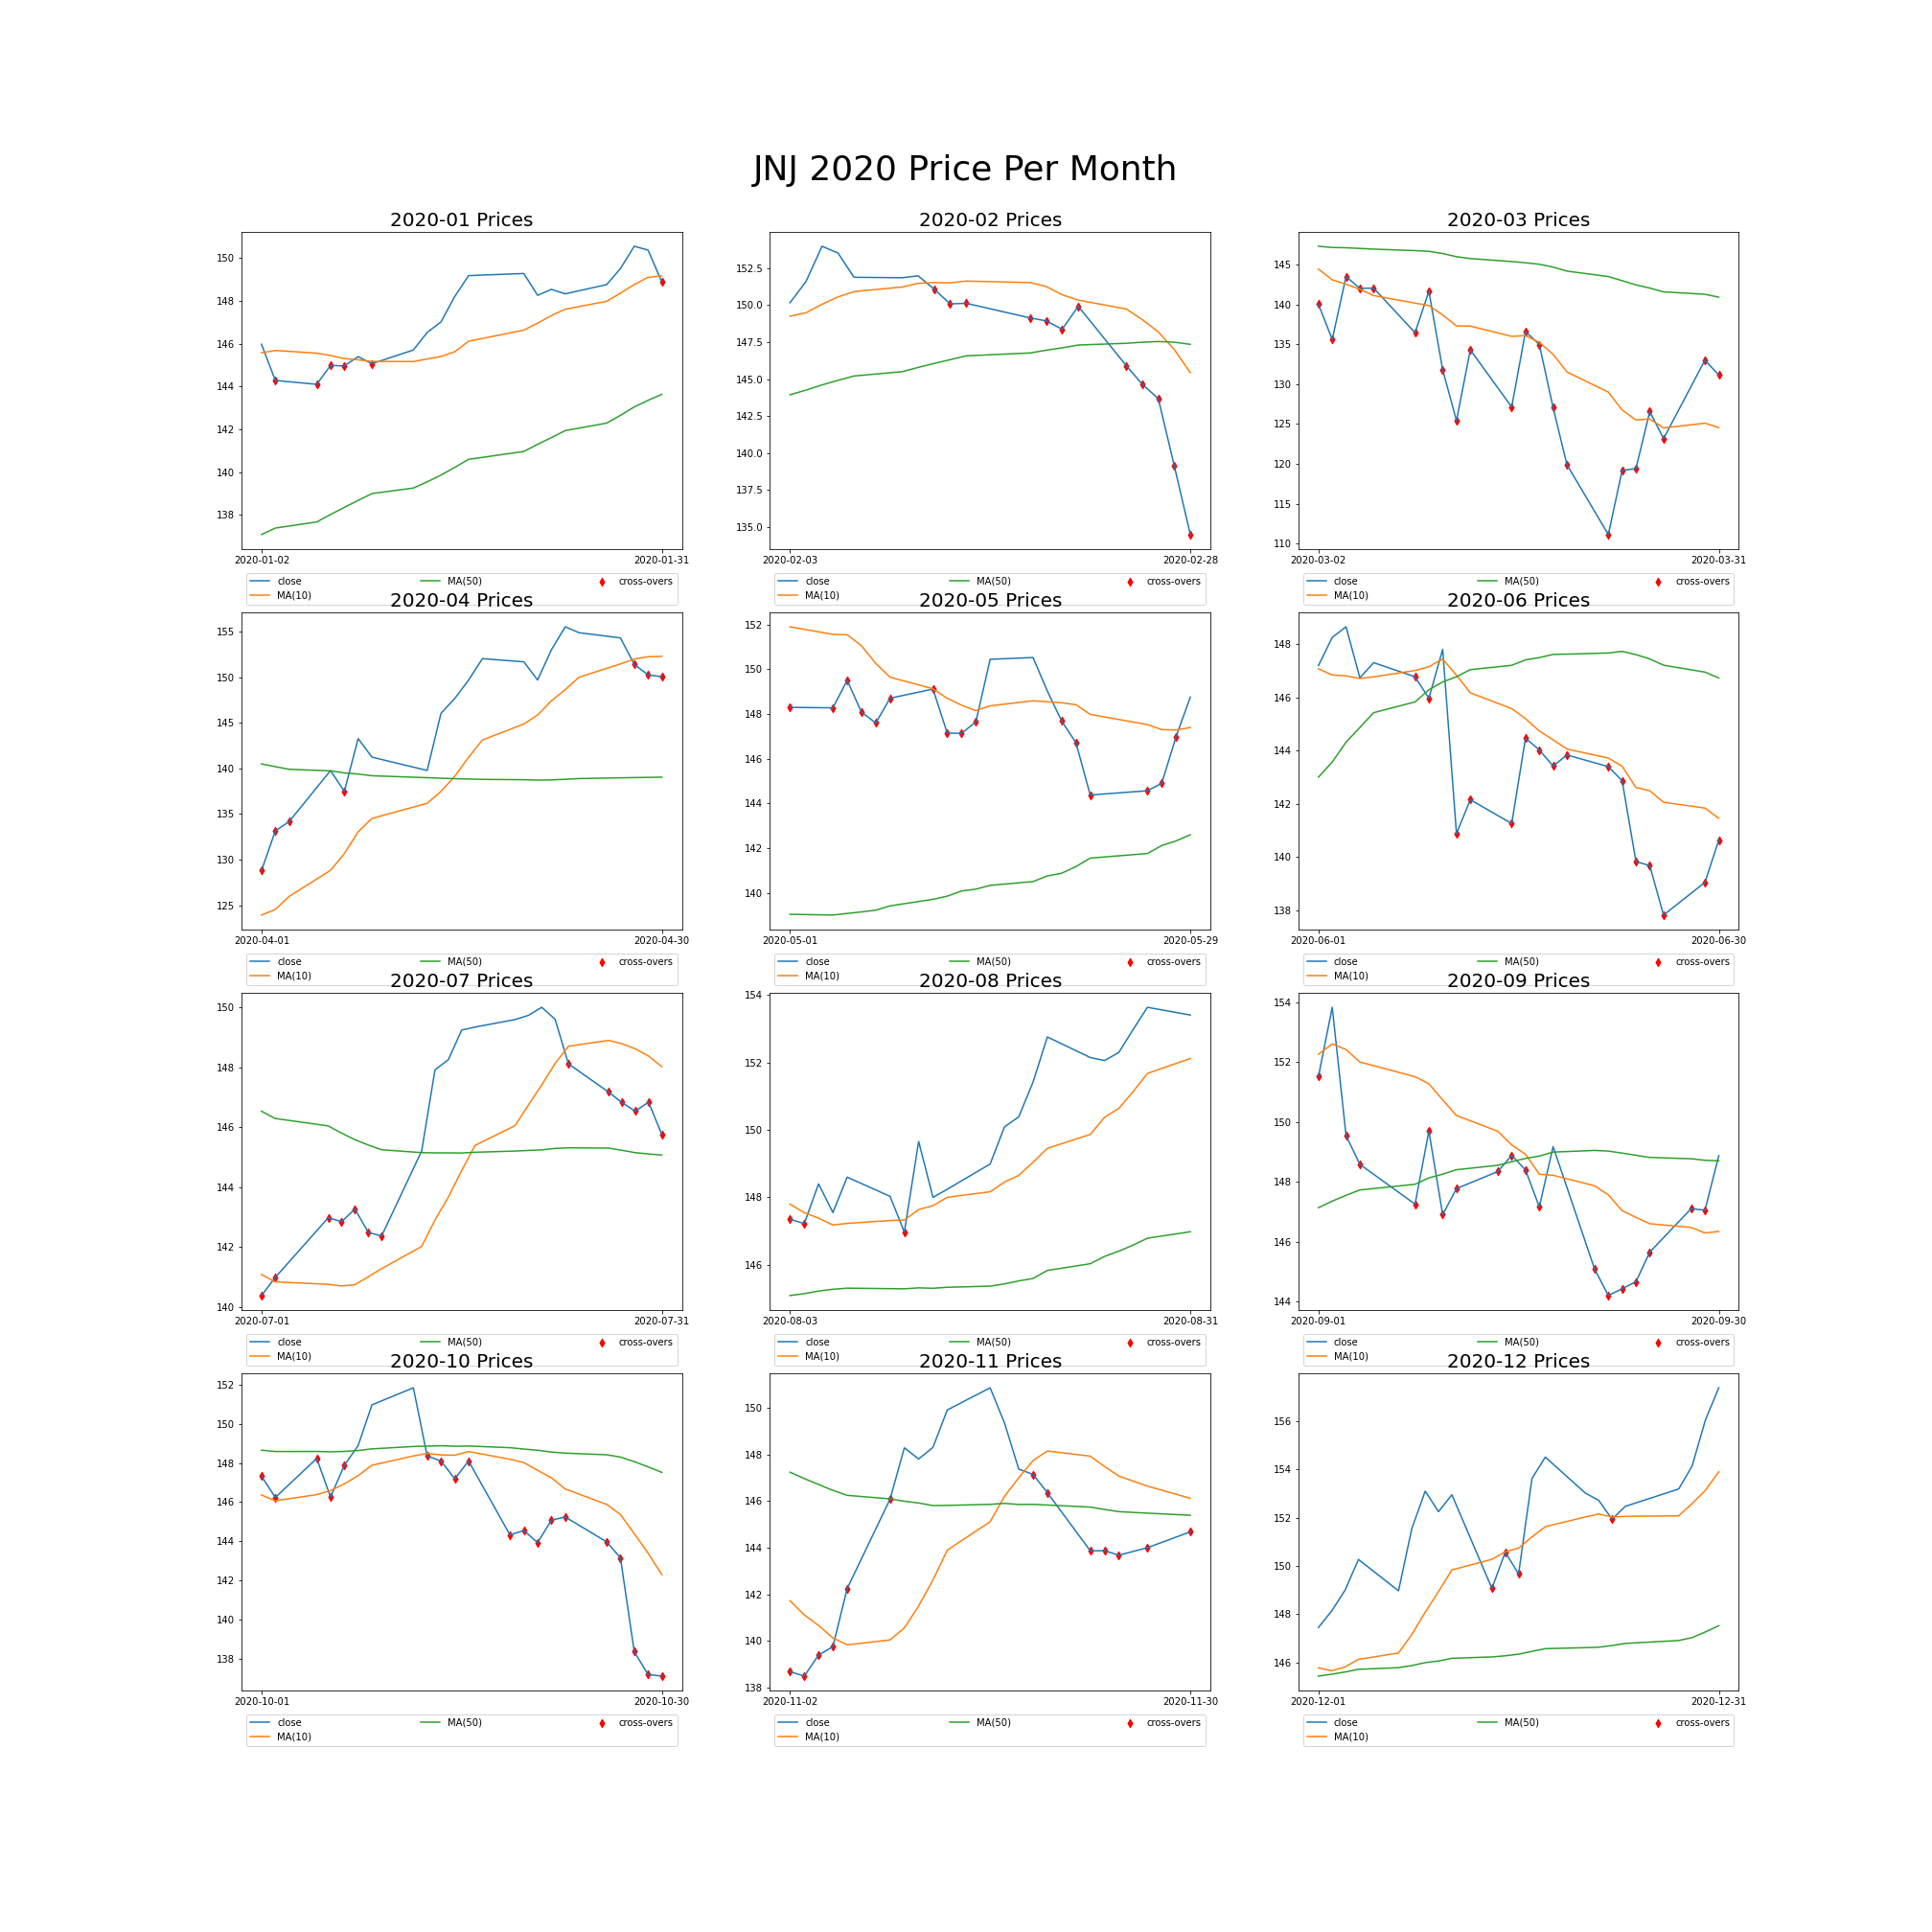 JNJ 2020 Price Per Month
2020-01 Prices
150
148
146
144
142
140
138
2020-01-02 2020-01-31
close MA(50) cross-overs
MA(10)
2020-02 Prices
152.5
150.0
147.5
145.0
142.5
140.0
137.5
135.0
2020-02-03 2020-02-28
close MA(50) cross-overs
MA(10)
2020-03 Prices
145
140
135
130
125
120
115
110
2020-03-02 2020-03-31
close MA(50) cross-overs
MA(10)
2020-04 Prices
155
150
145
140
135
130
125
2020-04-01 2020-04-30
close MA(50) cross-overs
MA(10)
2020-05 Prices
152
150
148
146
144
142
140
2020-05-01 2020-05-29
close MA(50) cross-overs
MA(10)
2020-06 Prices
148
146
144
142
140
138
2020-06-01 2020-06-30
close MA(50) cross-overs
MA(10)
2020-07 Prices
150
148
146
144
142
140
2020-07-01 2020-07-31
close MA(50) cross-overs
MA(10)
2020-08 Prices
154
152
150
148
146
2020-08-03 2020-08-31
close MA(50) cross-overs
MA(10)
2020-09 Prices
154
152
150
148
146
144
2020-09-01 2020-09-30
close MA(50) cross-overs
MA(10)
2020-10 Prices
152
150
148
146
144
142
140
138
2020-10-01 2020-10-30
close MA(50) cross-overs
MA(10)
2020-11 Prices
150
148
146
144
142
140
138
2020-11-02 2020-11-30
close MA(50) cross-overs
MA(10)
2020-12 Prices
156
154
152
150
148
146
2020-12-01 2020-12-31
close MA(50) cross-overs
MA(10)